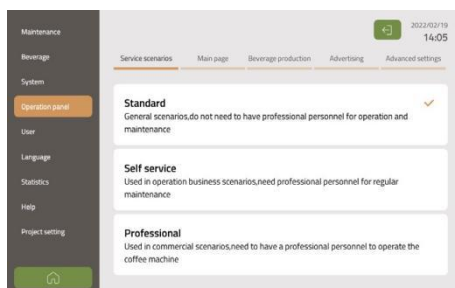 Maintenance
Beverage
System
Operation panel
User
Language
Statistics
Help
Project setting
2022/02/19
14:05
Service scenarios Main page Beverage production Advertising Advanced settings
Standard
General scenarios,do not need to have professional personnel for operation and
maintenance
Self service
Used in operation business scenarios,need professional personnel for regular
maintenance
Professional
Used in commercial scenarios,need to have a professional personnel to operate the
coffee machine